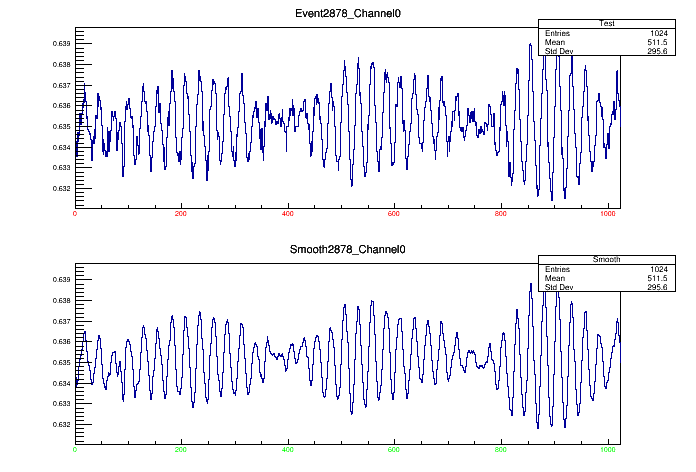 Event2878_Channel0
Test
Entries 1024
Mean 511.5
Std Dev 295.6
0.639
0.638
0.637
0.636
0.635
0.634
0.633
0.632
0 200 400 600 800 1000
Smooth2878_Channel0
Smooth
Entries 1024
Mean 511.5
Std Dev 295.6
0.639
0.638
0.637
0.636
0.635
0.634
0.633
0.632
0 200 400 600 800 1000